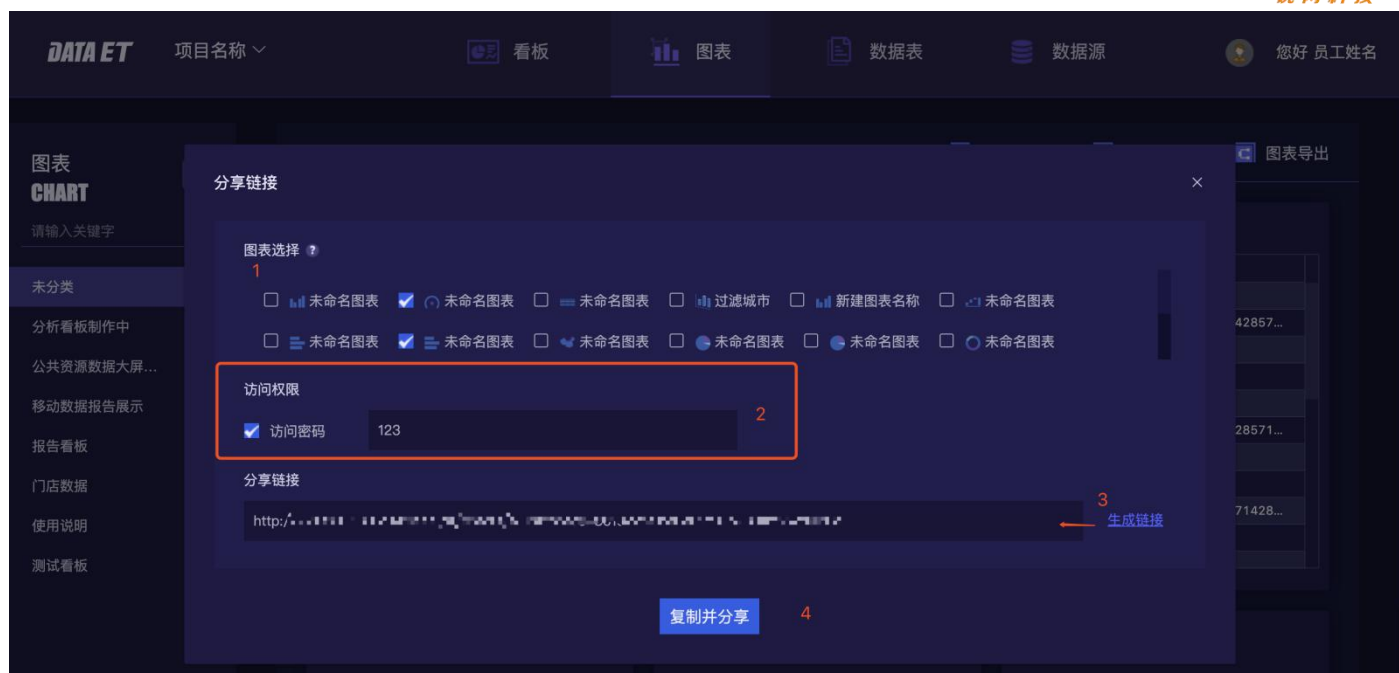 DATA ET 项目名称 看板 图表 数据表 数据源 您好 员工姓名
图表
CHART
请输入关键字
未分类
分析看板制作中
公共资源数据大屏...
移动数据报告展示
报告看板
门店数据
使用说明
测试看板
图表导出
分享链接
图表选择 ?
1
未命名图表 未命名图表 未命名图表 过滤城市 新建图表名称 未命名图表
未命名图表 未命名图表 未命名图表 未命名图表 未命名图表 未命名图表
访问权限
访问密码 123 2
分享链接
http:/ 3 生成链接
复制并分享 4
42857...
28571...
71428...